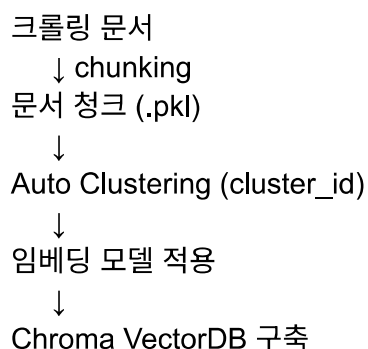 크롤링 문서
↓ chunking
문서 청크 (.pkl)
↓
Auto Clustering (cluster_id)
↓
임베딩 모델 적용
↓
Chroma VectorDB 구축